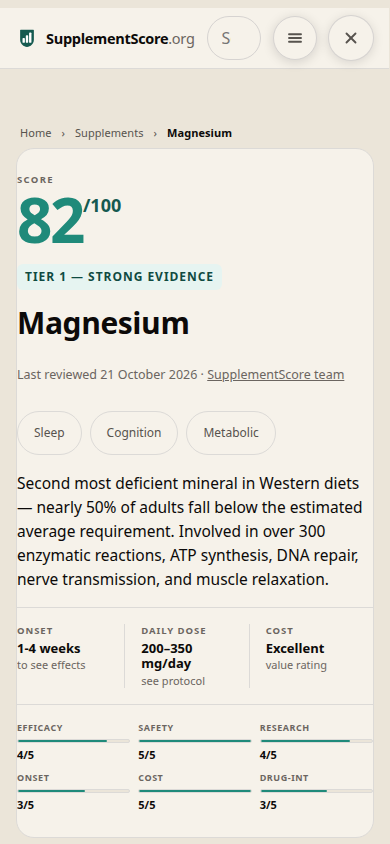 SupplementScore.org
S
Home › Supplements › Magnesium
SCORE
82/100
TIER 1 — STRONG EVIDENCE
Magnesium
Last reviewed 21 October 2026 · SupplementScore team
Sleep Cognition Metabolic
Second most deficient mineral in Western diets
— nearly 50% of adults fall below the estimated
average requirement. Involved in over 300
enzymatic reactions, ATP synthesis, DNA repair,
nerve transmission, and muscle relaxation.
ONSET
1-4 weeks
to see effects
DAILY DOSE
200–350
mg/day
see protocol
COST
Excellent
value rating
EFFICACY
4/5
SAFETY
5/5
RESEARCH
4/5
ONSET
3/5
COST
5/5
DRUG-INT
3/5